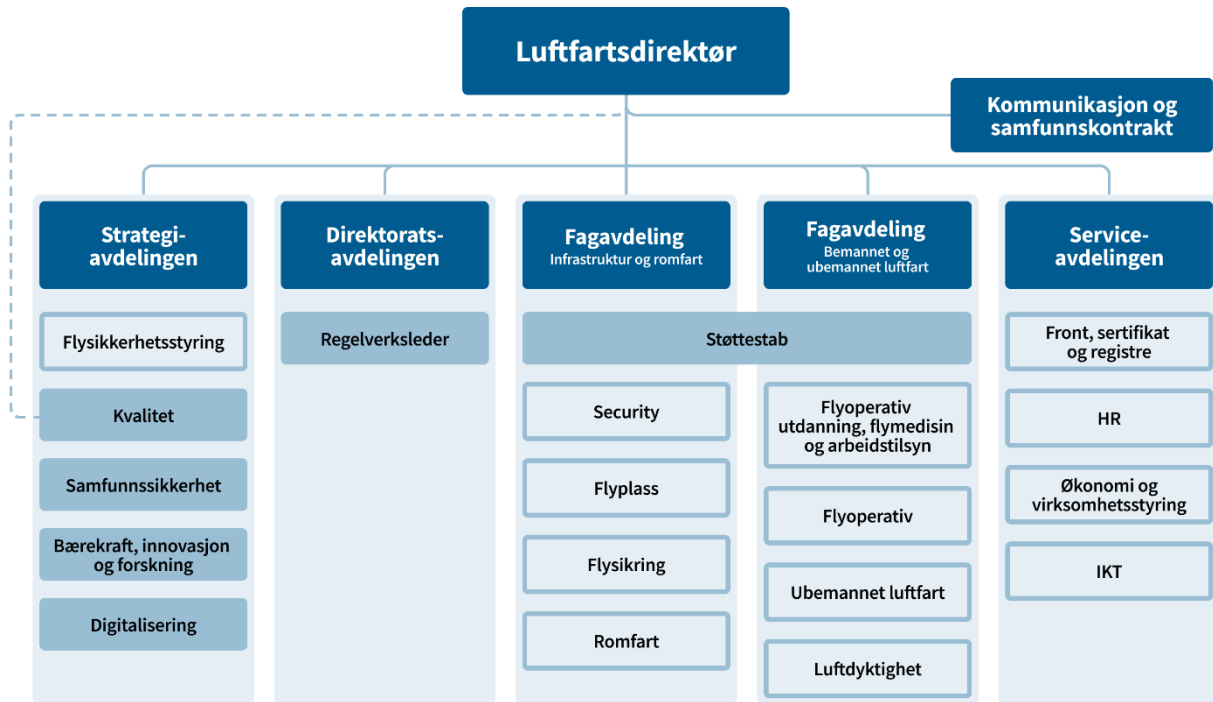 Luftfartsdirektør
Kommunikasjon og
samfunnskontrakt
Strategi-
avdelingen
Flysikkerhetsstyring
Kvalitet
Samfunnssikkerhet
Bærekraft, innovasjon
og forskning
Digitalisering
Direktorats-
avdelingen
Regelverksleder
Fagavdeling
Infrastruktur og romfart
Fagavdeling
Bemannet og
ubemannet luftfart
Støttestab
Security
Flyplass
Flysikring
Romfart
Flyoperativ
utdanning, flymedisin
og arbeidstilsyn
Flyoperativ
Ubemannet luftfart
Luftdyktighet
Service-
avdelingen
Front, sertifikat
og registre
HR
Økonomi og
virksomhetsstyring
IKT